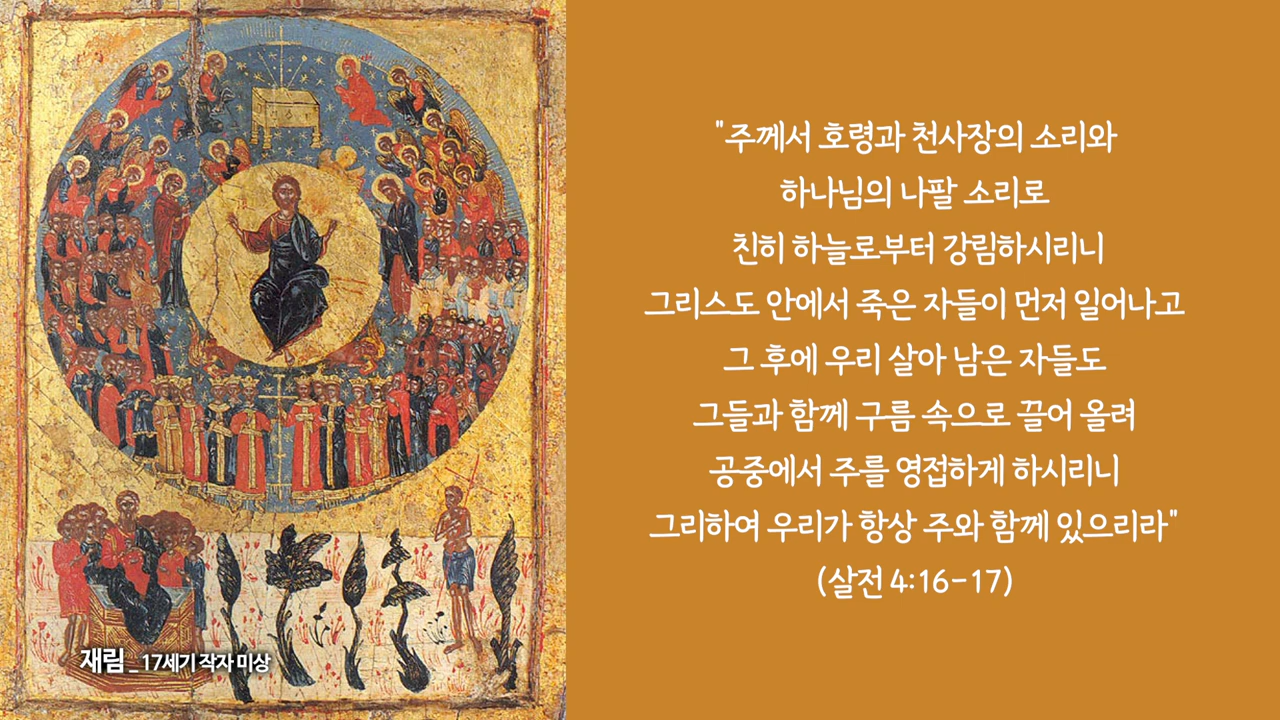 "주께서 호령과 천사장의 소리와
하나님의 나팔 소리로
친히 하늘로부터 강림하시리니
그리스도 안에서 죽은 자들이 먼저 일어나고
그 후에 우리 살아 남은 자들도
그들과 함께 구름 속으로 끌어 올려
공중에서 주를 영접하게 하시리니
그리하여 우리가 항상 주와 함께 있으리라"
(살전 4:16-17)
재림 _ 17세기 작자 미상